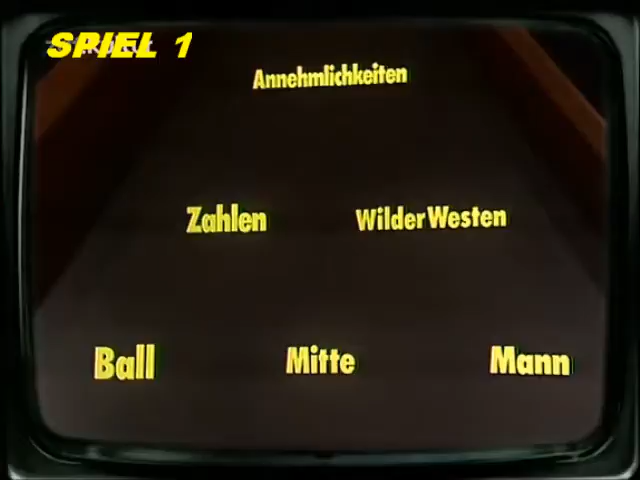 SPIEL 1
Annehmlichkeiten
Zahlen
Wilder Westen
Ball
Mitte
Mann